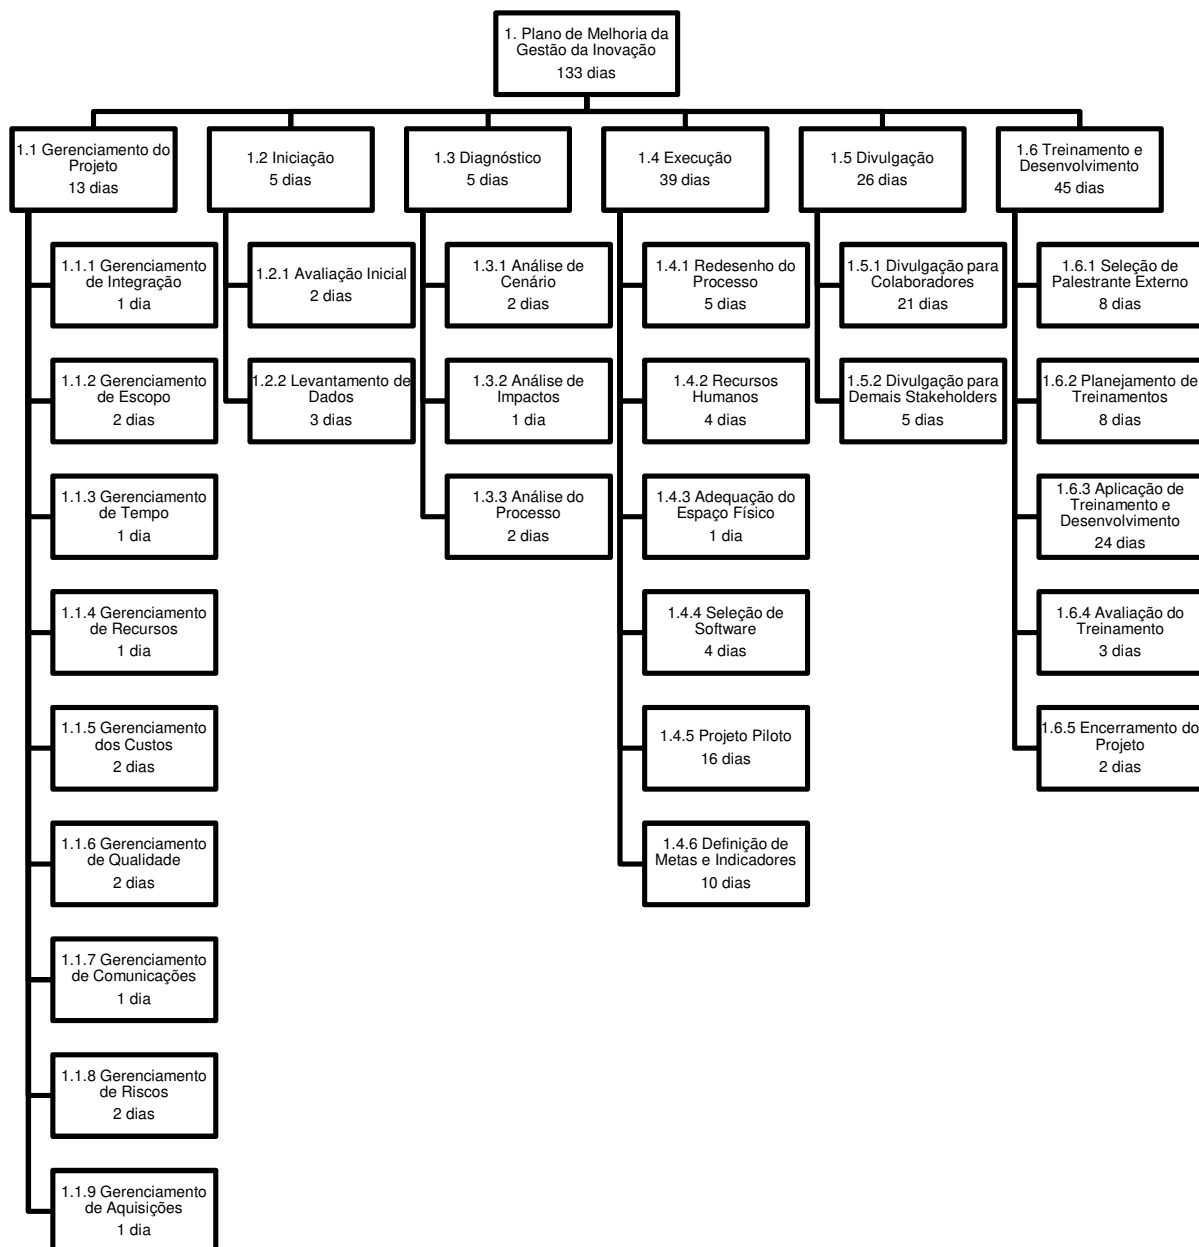 1. Plano de Melhoria da
Gestão da Inovação
133 dias
1.1 Gerenciamento do
Projeto
13 dias
1.1.1 Gerenciamento
de Integração
1 dia
1.1.2 Gerenciamento
de Escopo
2 dias
1.1.3 Gerenciamento
de Tempo
1 dia
1.1.4 Gerenciamento
de Recursos
1 dia
1.1.5 Gerenciamento
dos Custos
2 dias
1.1.6 Gerenciamento
de Qualidade
2 dias
1.1.7 Gerenciamento
de Comunicações
1 dia
1.1.8 Gerenciamento
de Riscos
2 dias
1.1.9 Gerenciamento
de Aquisições
1 dia
1.2 Iniciação
5 dias
1.2.1 Avaliação Inicial
2 dias
1.2.2 Levantamento de
Dados
3 dias
1.3 Diagnóstico
5 dias
1.3.1 Análise de
Cenário
2 dias
1.3.2 Análise de
Impactos
1 dia
1.3.3 Análise do
Processo
2 dias
1.4 Execução
39 dias
1.4.1 Redesenho do
Processo
5 dias
1.4.2 Recursos
Humanos
4 dias
1.4.3 Adequação do
Espaço Físico
1 dia
1.4.4 Seleção de
Software
4 dias
1.4.5 Projeto Piloto
16 dias
1.4.6 Definição de
Metas e Indicadores
10 dias
1.5 Divulgação
26 dias
1.5.1 Divulgação para
Colaboradores
21 dias
1.5.2 Divulgação para
Demais Stakeholders
5 dias
1.6 Treinamento e
Desenvolvimento
45 dias
1.6.1 Seleção de
Palestrante Externo
8 dias
1.6.2 Planejamento de
Treinamentos
8 dias
1.6.3 Aplicação de
Treinamento e
Desenvolvimento
24 dias
1.6.4 Avaliação do
Treinamento
3 dias
1.6.5 Encerramento do
Projeto
2 dias